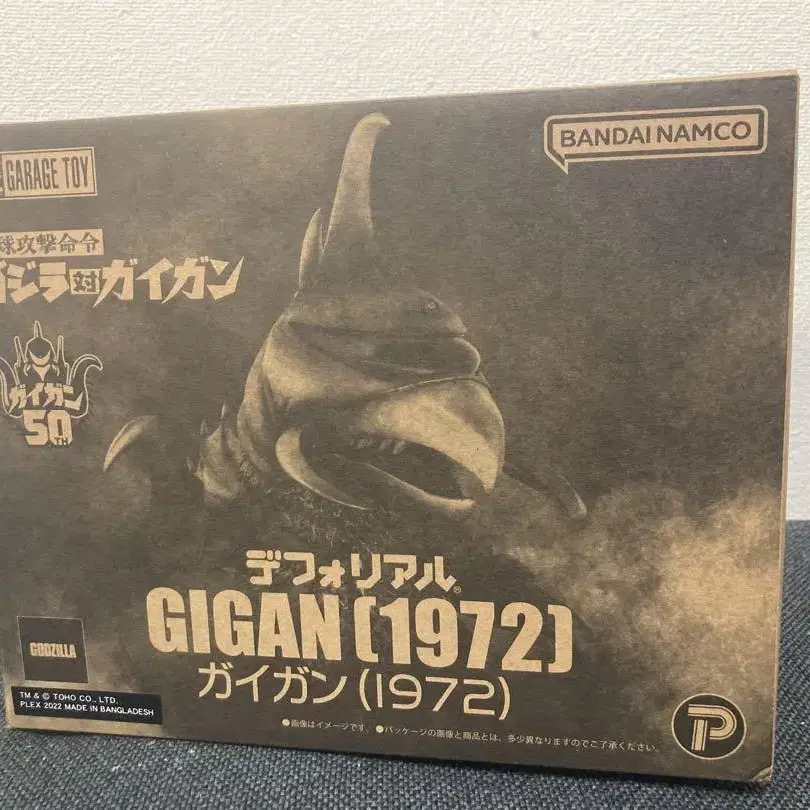 GARAGE TOY
BANDAI NAMCO
球攻撃命令
ゴジラ対ガイガン
ガイガン
50TH
デフォリアル®
GIGAN(1972)
ガイガン(1972)
GODZILLA
TM & © TOHO CO., LTD.
PLEX 2022 MADE IN BANGLADESH
●画像はイメージです。 ●パッケージの画像と商品とは、多少異なりますのでご了承ください。
P